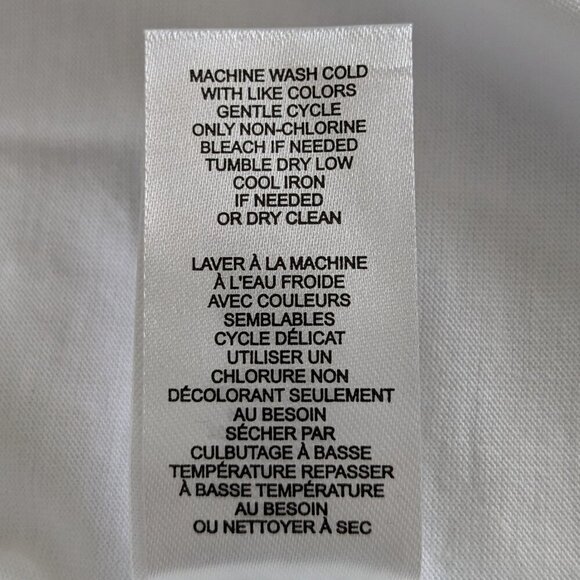 MACHINE WASH COLD
WITH LIKE COLORS
GENTLE CYCLE
ONLY NON-CHLORINE
BLEACH IF NEEDED
TUMBLE DRY LOW
COOL IRON
IF NEEDED
OR DRY CLEAN
LAVER À LA MACHINE
À L'EAU FROIDE
AVEC COULEURS
SEMBLABLES
CYCLE DÉLICAT
UTILISER UN
CHLORURE NON
DÉCOLORANT SEULEMENT
AU BESOIN
SÉCHER PAR
CULBUTAGE À BASSE
TEMPÉRATURE REPASSER
À BASSE TEMPÉRATURE
AU BESOIN
OU NETTOYER À SEC